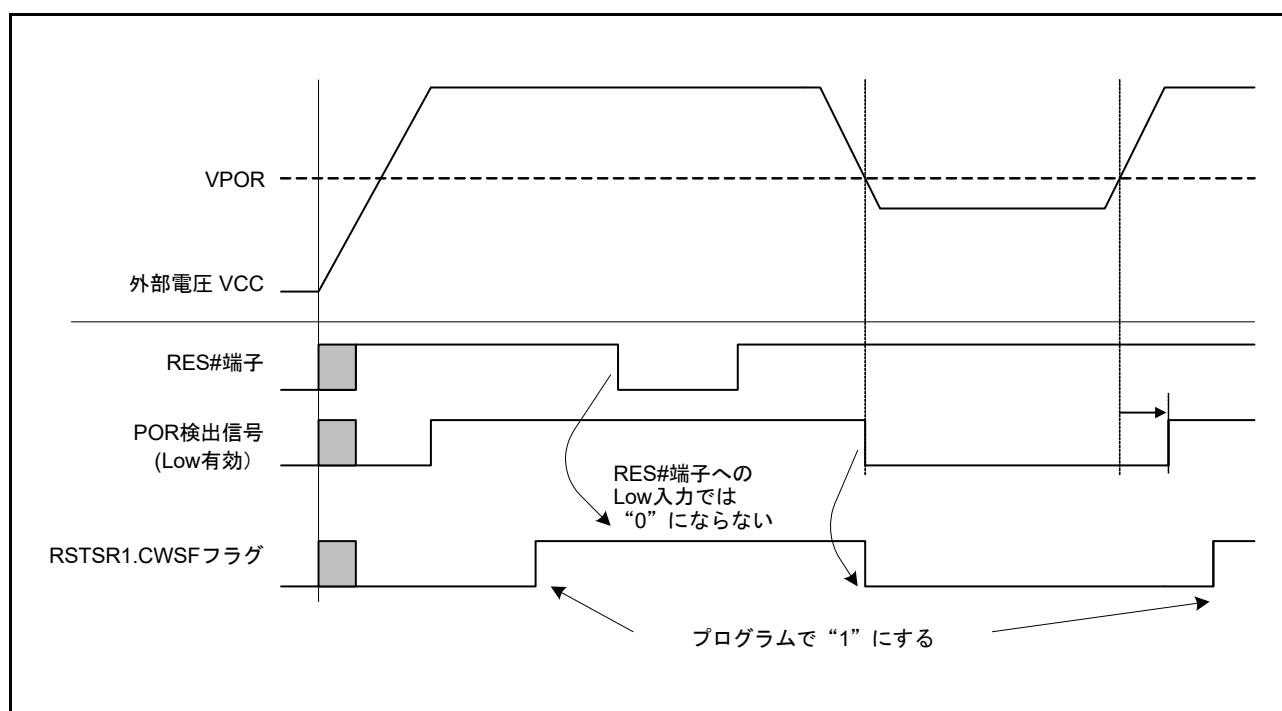 VPOR
外部電圧 VCC
RES#端子
POR検出信号
(Low有効）
RES#端子への
Low入力では
“0”にならない
RSTSR1.CWSFフラグ
プログラムで“1”にする